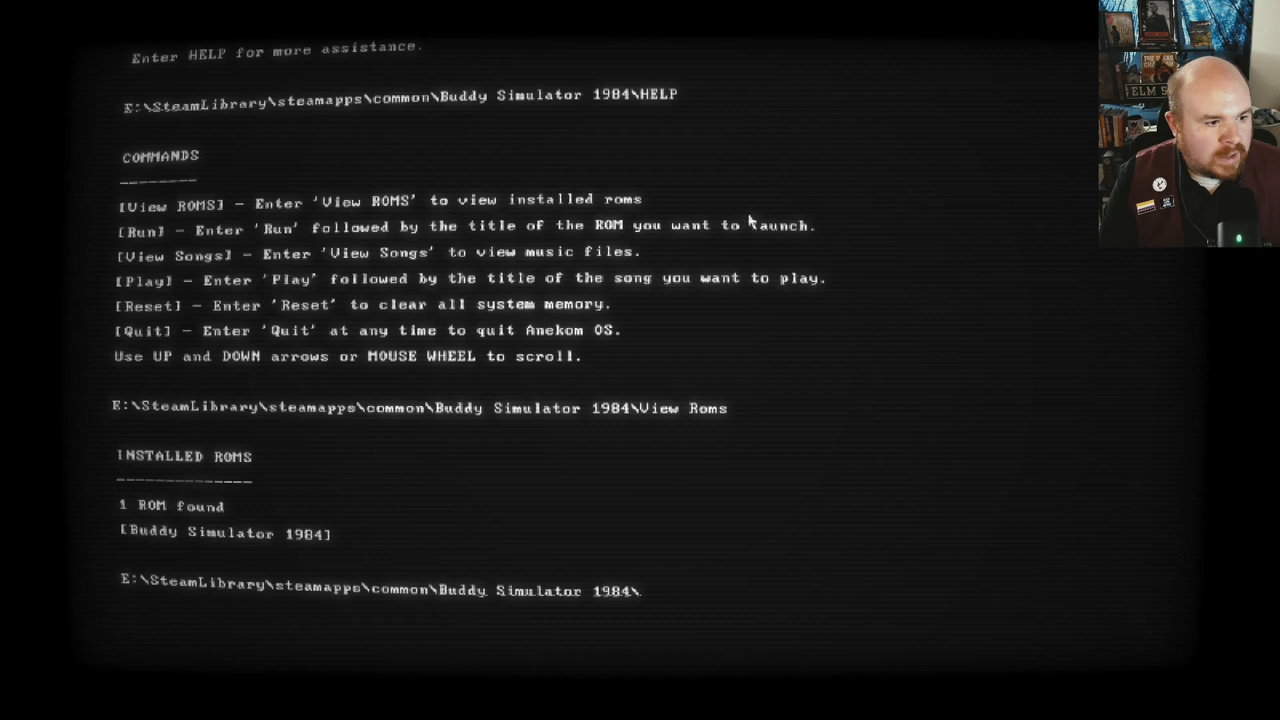 Enter HELP for more assistance.
E:\SteamLibrary\steamapps\common\Buddy Simulator 1984\HELP
COMMANDS
--------
[View ROMS] - Enter 'View ROMS' to view installed roms
[Run] - Enter 'Run' followed by the title of the ROM you want to launch.
[View Songs] - Enter 'View Songs' to view music files.
[Play] - Enter 'Play' followed by the title of the song you want to play.
[Reset] - Enter 'Reset' to clear all system memory.
[Quit] - Enter 'Quit' at any time to quit Anekom OS.
Use UP and DOWN arrows or MOUSE WHEEL to scroll.
E:\SteamLibrary\steamapps\common\Buddy Simulator 1984\View Roms
INSTALLED ROMS
--------------
1 ROM found
[Buddy Simulator 1984]
E:\SteamLibrary\steamapps\common\Buddy Simulator 1984\
ELM S